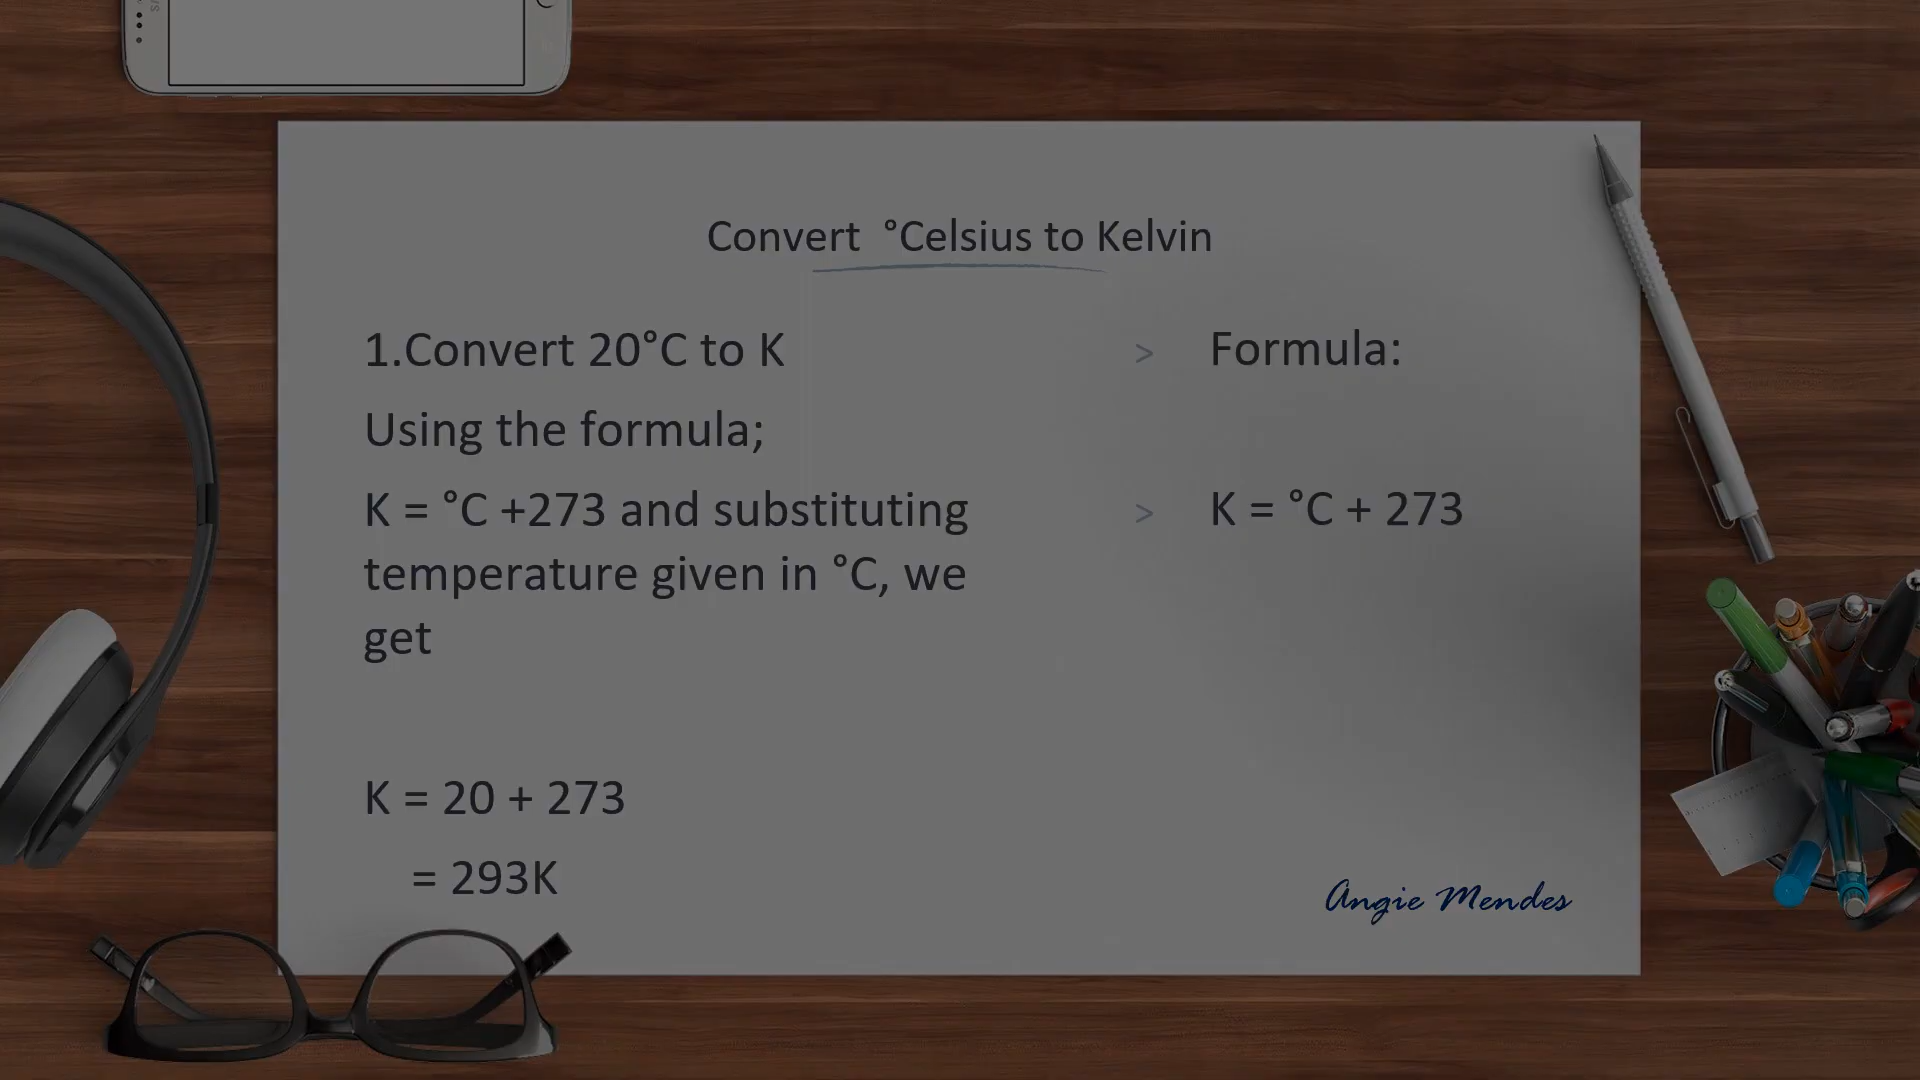 Convert °Celsius to Kelvin
1.Convert 20°C to K
Using the formula;
K = °C +273 and substituting
temperature given in °C, we
get
K = 20 + 273
= 293K
> Formula:
> K = °C + 273
Angie Mendes